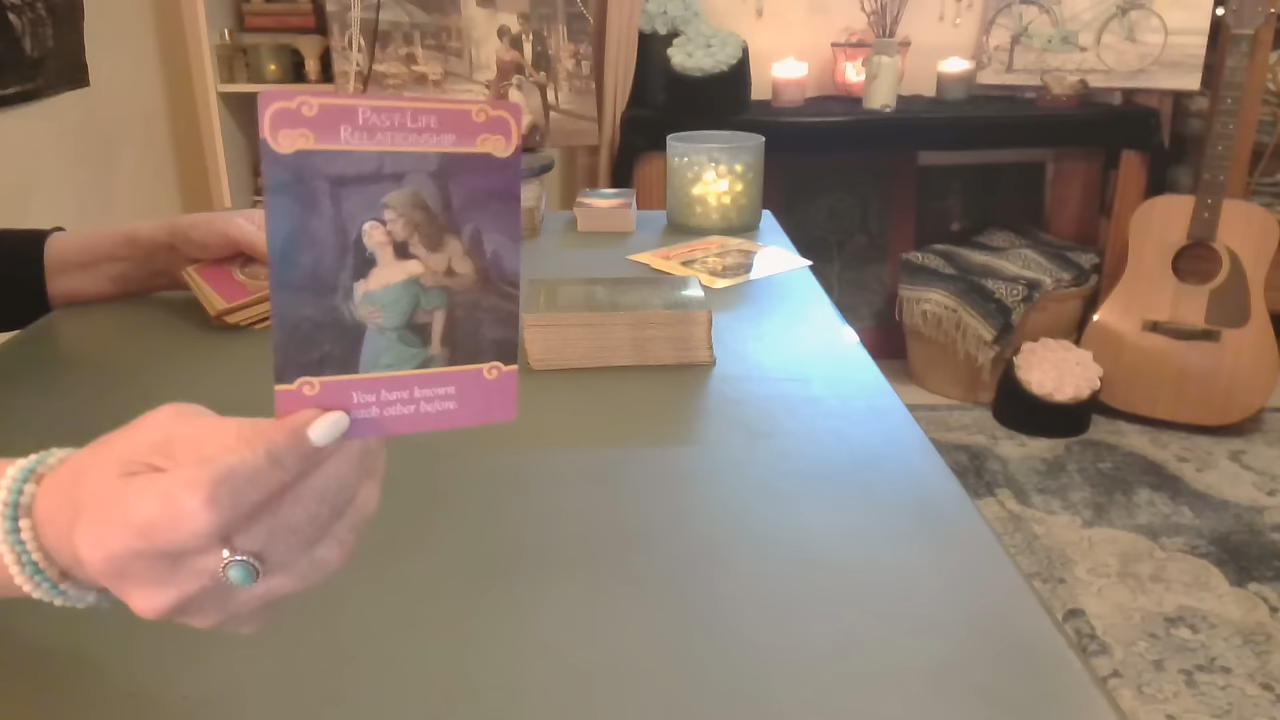 PAST-LIFE
RELATIONSHIP
You have known
each other before.